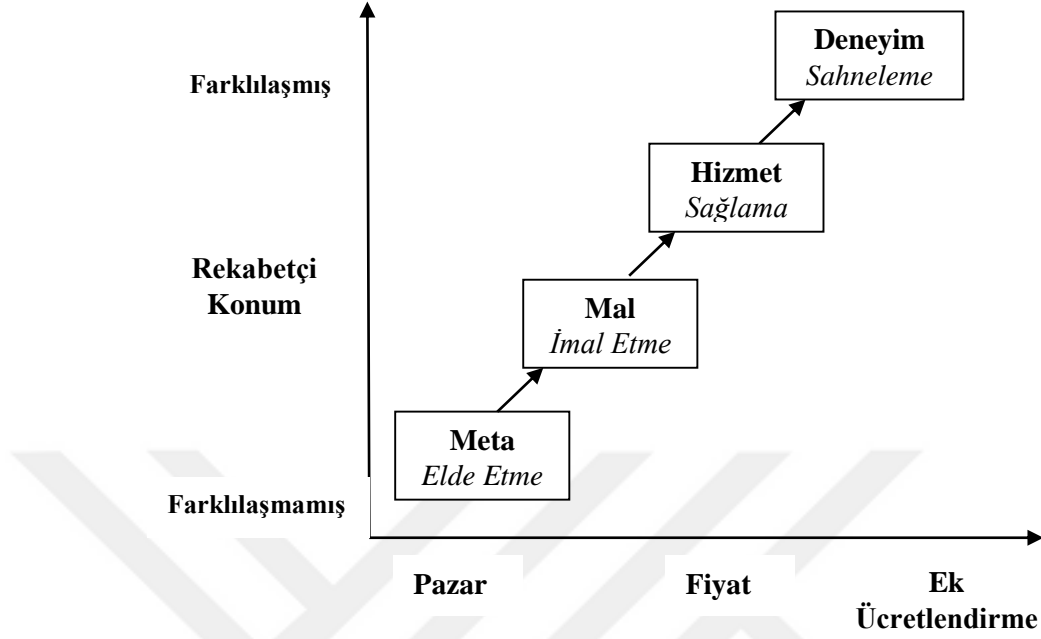 Deneyim
Sahneleme
Farklılaşmış
Hizmet
Sağlama
Rekabetçi
Konum
Mal
İmal Etme
Meta
Elde Etme
Farklılaşmamış
Pazar
Fiyat
Ek
Ücretlendirme